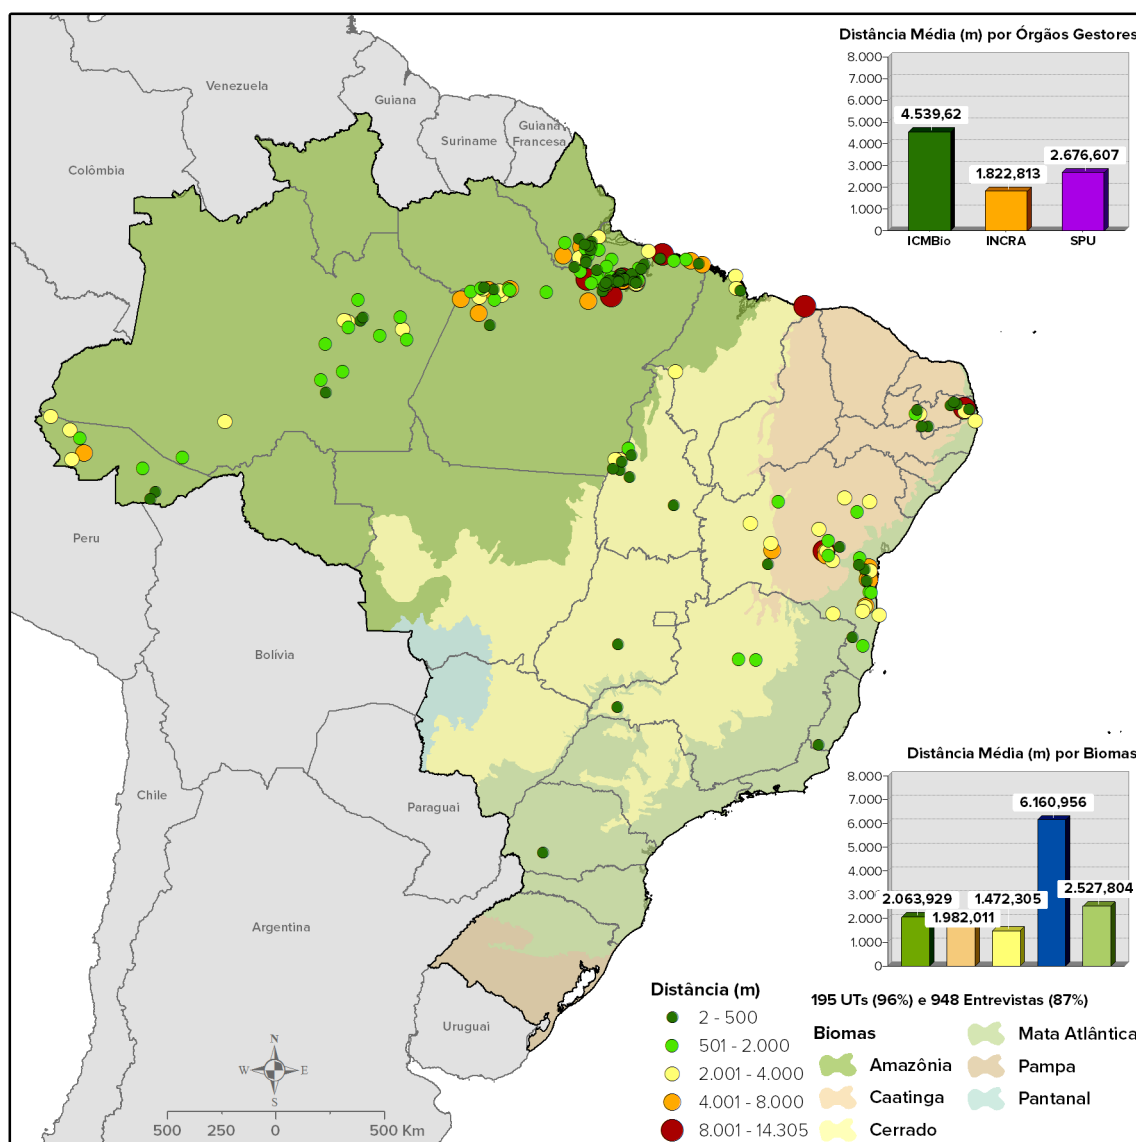 Distância Média (m) por Órgãos Gestores
8.000
7.000
6.000
5.000
4.000
3.000
2.000
1.000
0
4.539,62
1.822,813
2.676,607
ICMBio
INCRA
SPU
Venezuela
Guiana
Suriname
Guiana
Francesa
Colômbia
Peru
Bolívia
Chile
Paraguai
Argentina
Uruguai
Distância Média (m) por Biomas
8.000
7.000
6.000
5.000
4.000
3.00
2.000
1.000
0
2.063,929
1.982,011
1.472,305
6.160,956
2.527,804
195 UTs (96%) e 948 Entrevistas (87%)
Distância (m)
2 - 500
501 - 2.000
2.001 - 4.000
4.001 - 8.000
8.001 - 14.305
Biomas
Amazônia
Caatinga
Cerrado
Mata Atlântica
Pampa
Pantanal
N
W E
S
500 250 0 500 Km